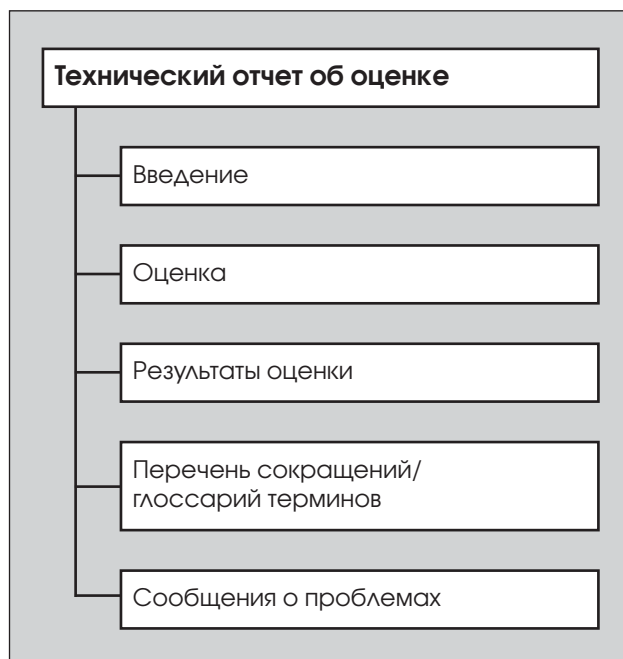 Технический отчет об оценке
Введение
Оценка
Результаты оценки
Перечень сокращений/
глоссарий терминов
Сообщения о проблемах